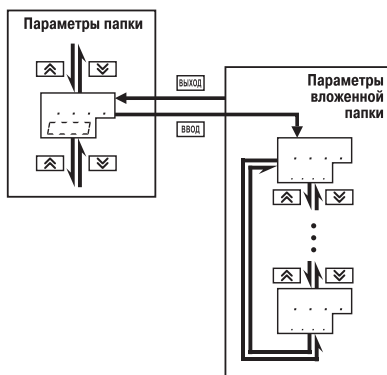 Параметры папки
ВЫХОД
ВВОД
Параметры
вложенной
папки